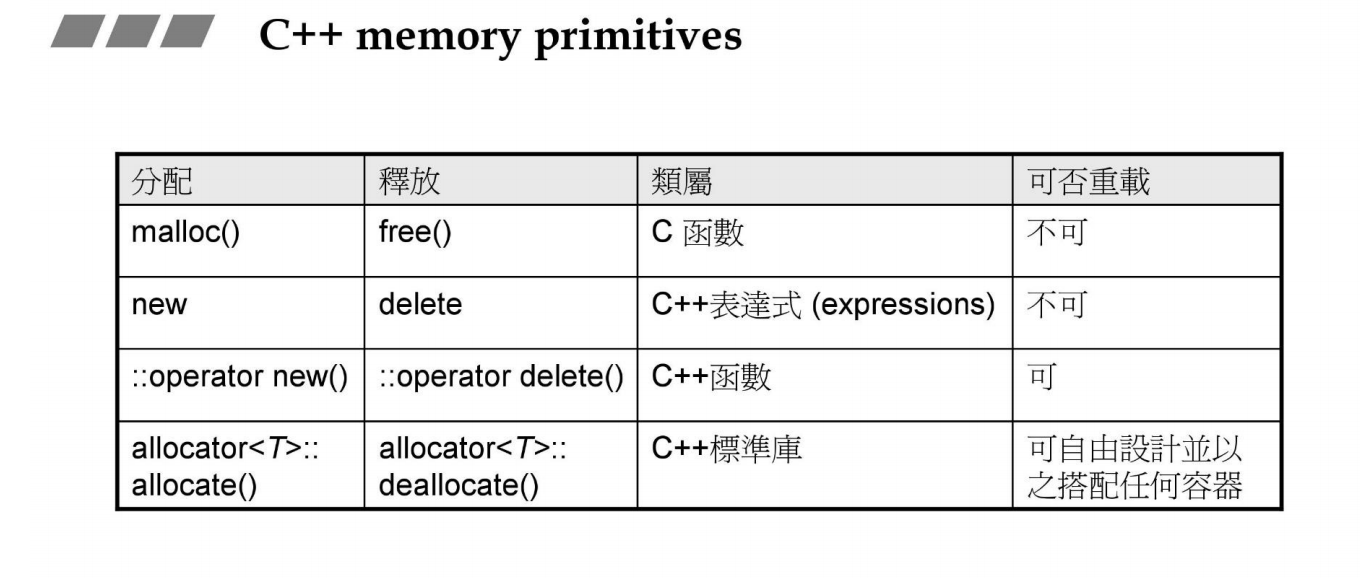 C++ memory primitives
分配 釋放 類屬 可否重載
malloc() free() C 函數 不可
new delete C++表達式 (expressions) 不可
::operator new() ::operator delete() C++函數 可
allocator<T>:: allocator<T>:: C++標準庫 可自由設計並以
allocate() deallocate() 之搭配任何容器